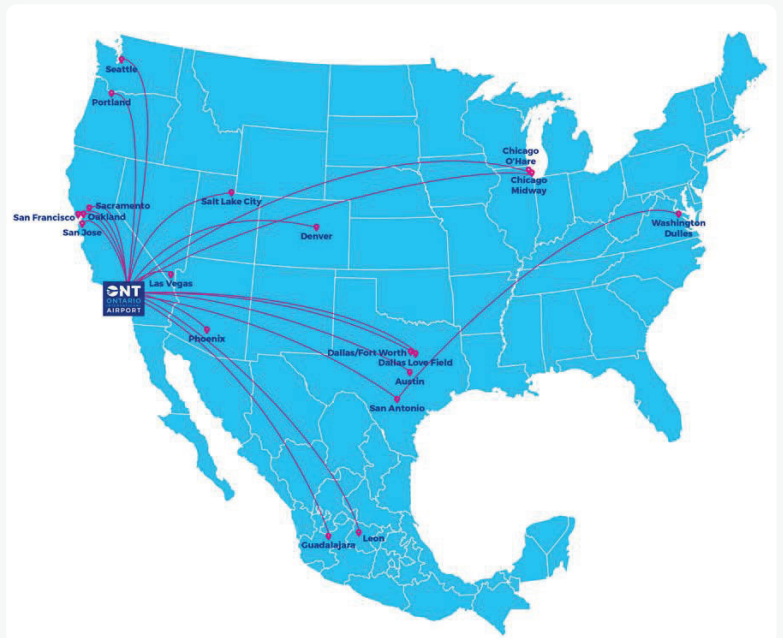 Seattle
Portland
Chicago
O'Hare
Chicago
Midway
Salt Lake City
Sacramento
San Francisco
Oakland
San Jose
Washington
Dulles
Denver
Las Vegas
ONT
ONTARIO
AIRPORT
Phoenix
Dallas/Fort Worth
Dallas Love Field
Austin
San Antonio
Guadalajara
Leon